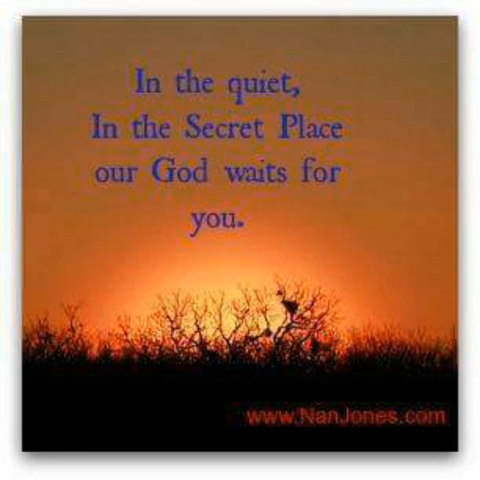 In the quiet,
In the Secret Place
our God waits for
you.
www.NanJones.com